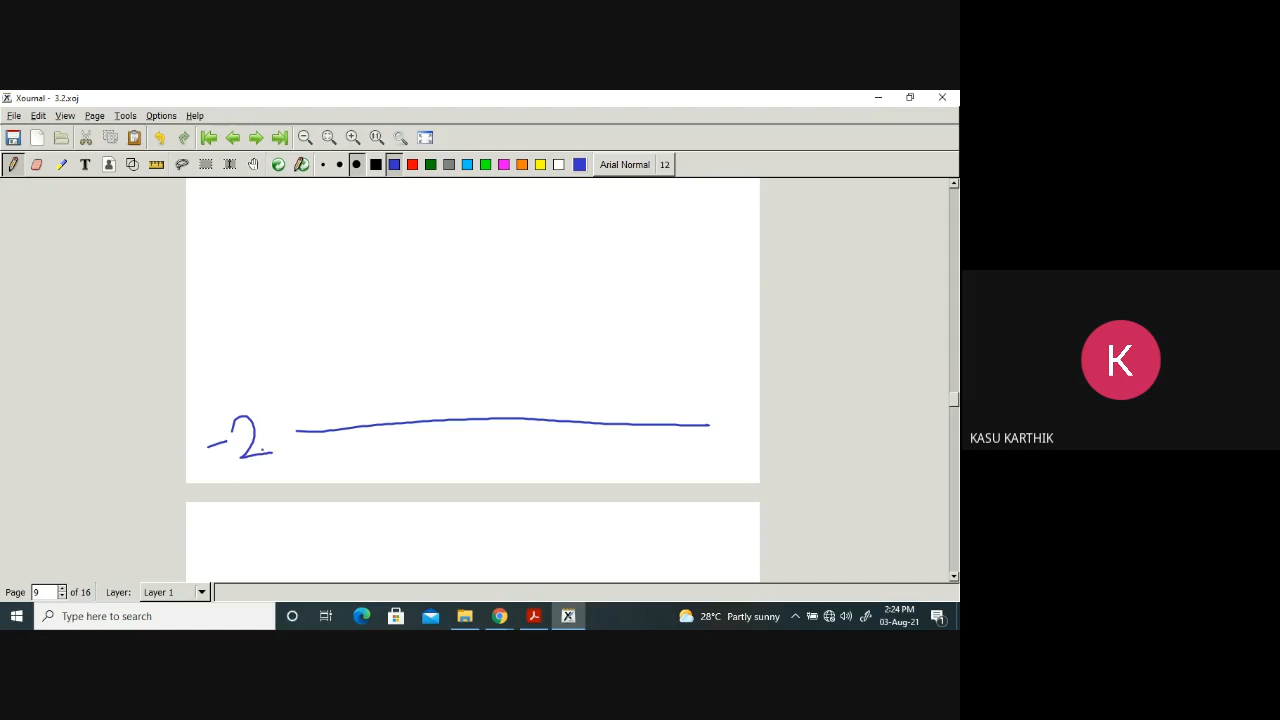 Xournal - 3.2.xoj
File Edit View Page Tools Options Help
Arial Normal 12
-2
K
KASU KARTHIK
Page 9 of 16 Layer: Layer 1
Type here to search
28°C Partly sunny
2:24 PM
03-Aug-21
1